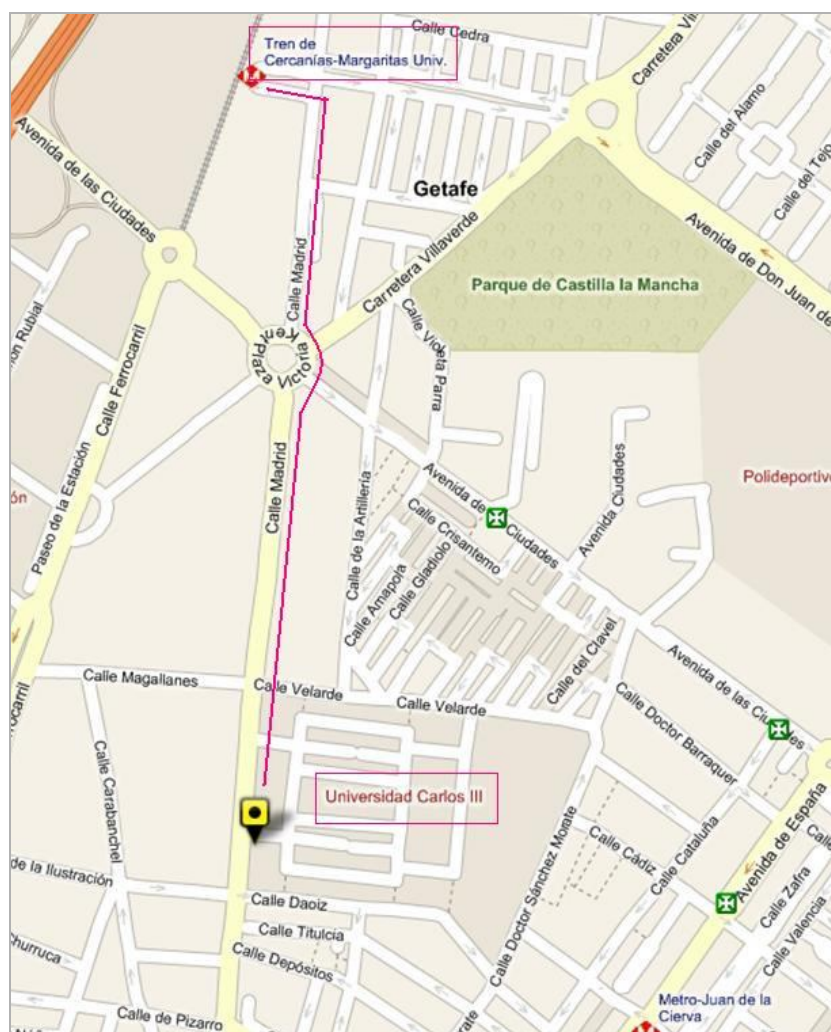 Calle Cedra
Tren de
Cercanías-Margaritas Univ.
Carretera Villa
Calle del Alamo
Calle del Tejo
Avenida de las Ciudades
Getafe
Carretera Villaverde
Avenida de Don Juan de
Parque de Castilla la Mancha
Calle Madrid
Rubial
Calle Ferrocarril
Plaza Victoria Kent
Calle Violeta Parra
Calle Madrid
Paseo de la Estación
Calle de la Artillería
Avenida de
Ciudades
Avenida Ciudades
Polideportivo
Calle Crisantemo
Calle Gladiolo
Calle Amapola
Calle del Clavel
Calle Magallanes
Calle Velarde
Calle Velarde
Avenida de las Ciudades
Calle Doctor Barraquer
Calle Carabanchel
Universidad Carlos III
Calle Doctor Sánchez Morate
Calle Cádiz
Calle Cataluña
Avenida de España
Calle
de la Ilustración
Calle Daoiz
Calle Zafra
Calle Valencia
Calle Titulcia
Churruca
Calle Depósitos
Calle de Pizarro
Metro-Juan de la
Cierva